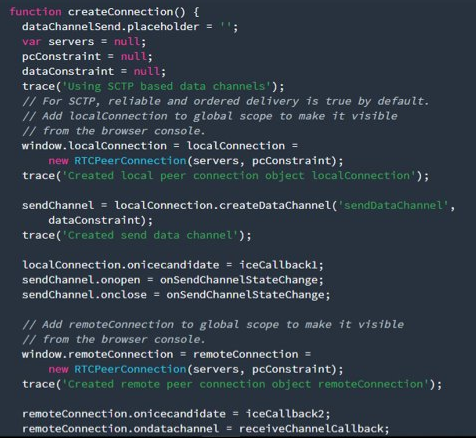 function createConnection() {
  dataChannelSend.placeholder = '';
  var servers = null;
  pcConstraint = null;
  dataConstraint = null;
  trace('Using SCTP based data channels');
  // For SCTP, reliable and ordered delivery is true by default.
  // Add localConnection to global scope to make it visible
  // from the browser console.
  window.localConnection = localConnection =
      new RTCPeerConnection(servers, pcConstraint);
  trace('Created local peer connection object localConnection');

  sendChannel = localConnection.createDataChannel('sendDataChannel',
      dataConstraint);
  trace('Created send data channel');

  localConnection.onicecandidate = iceCallback1;
  sendChannel.onopen = onSendChannelStateChange;
  sendChannel.onclose = onSendChannelStateChange;

  // Add remoteConnection to global scope to make it visible
  // from the browser console.
  window.remoteConnection = remoteConnection =
      new RTCPeerConnection(servers, pcConstraint);
  trace('Created remote peer connection object remoteConnection');

  remoteConnection.onicecandidate = iceCallback2;
  remoteConnection.ondatachannel = receiveChannelCallback;